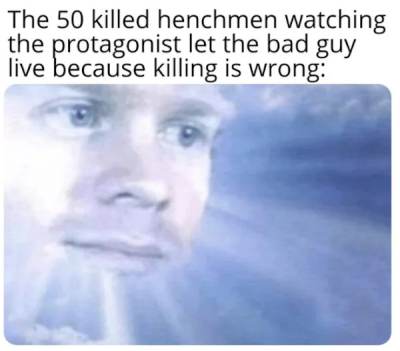 The 50 killed henchmen watching
the protagonist let the bad guy
live because killing is wrong: